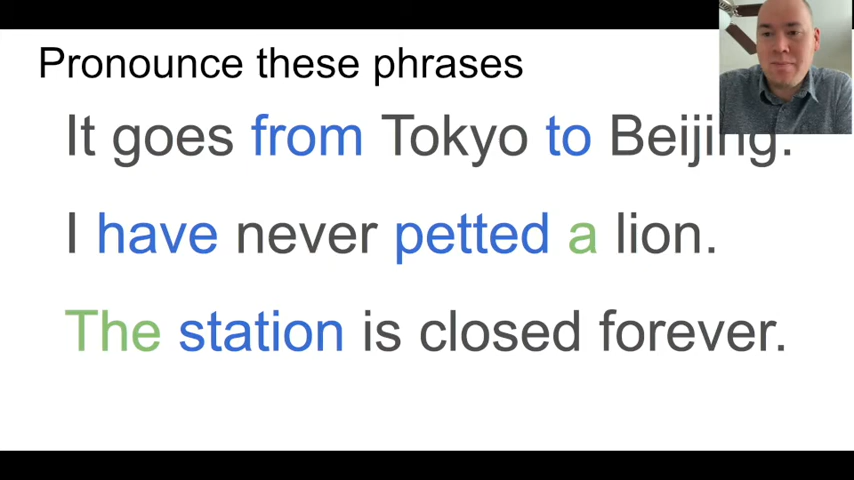 Pronounce these phrases
It goes from Tokyo to Beijing.
I have never petted a lion.
The station is closed forever.